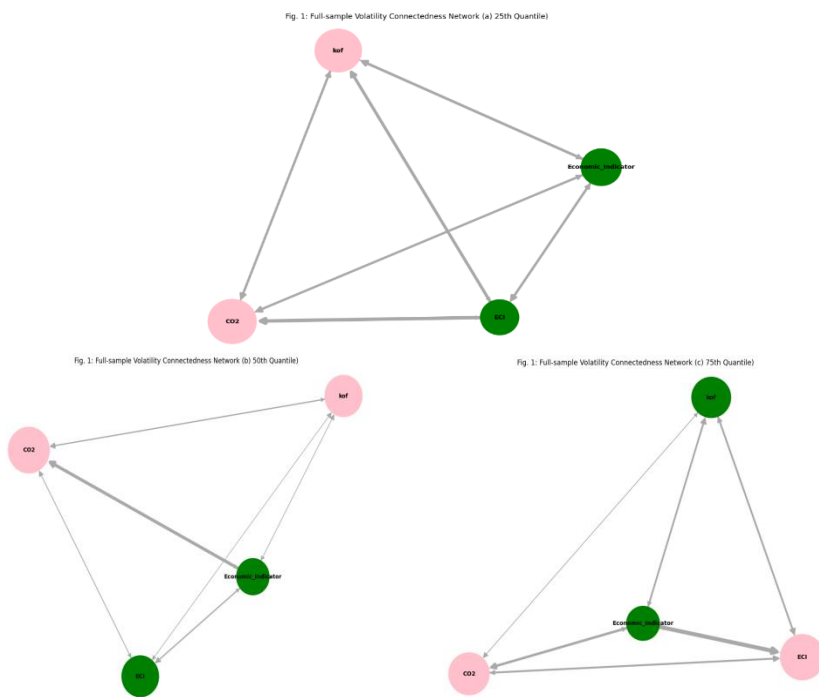 Fig. 1: Full-sample Volatility Connectedness Network (a) 25th Quantile)
kof
Economic_Indicator
CO2
ECI
Fig. 1: Full-sample Volatility Connectedness Network (b) 50th Quantile)
kof
CO2
Economic_Indicator
ECI
Fig. 1: Full-sample Volatility Connectedness Network (c) 75th Quantile)
kof
Economic_Indicator
ECI
CO2